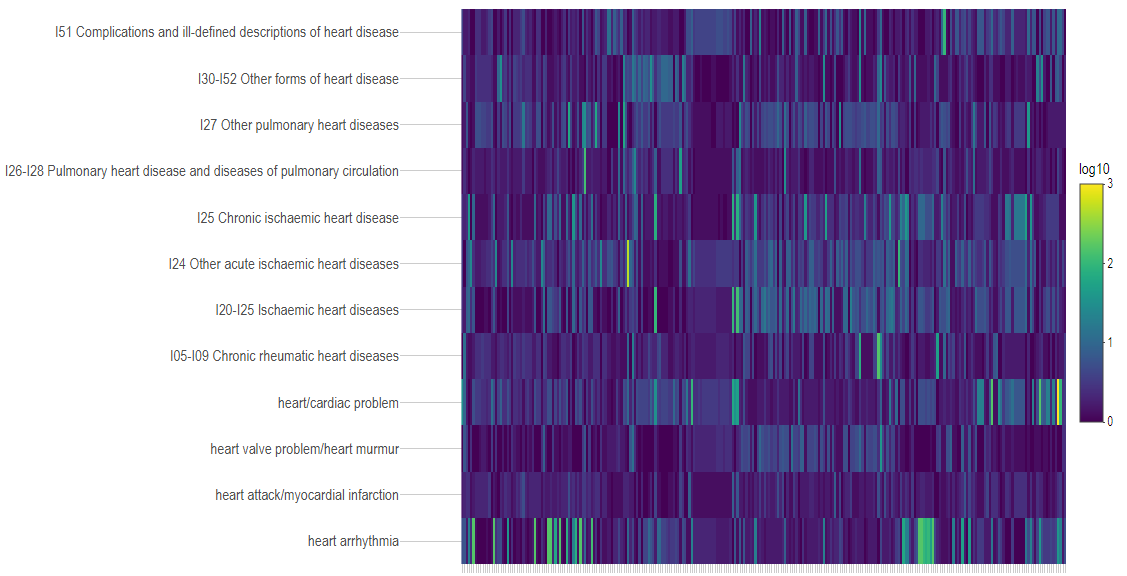 I51 Complications and ill-defined descriptions of heart disease
I30-I52 Other forms of heart disease
I27 Other pulmonary heart diseases
I26-I28 Pulmonary heart disease and diseases of pulmonary circulation
I25 Chronic ischaemic heart disease
I24 Other acute ischaemic heart diseases
I20-I25 Ischaemic heart diseases
I05-I09 Chronic rheumatic heart diseases
heart/cardiac problem
heart valve problem/heart murmur
heart attack/myocardial infarction
heart arrhythmia
log10
3
2
1
0